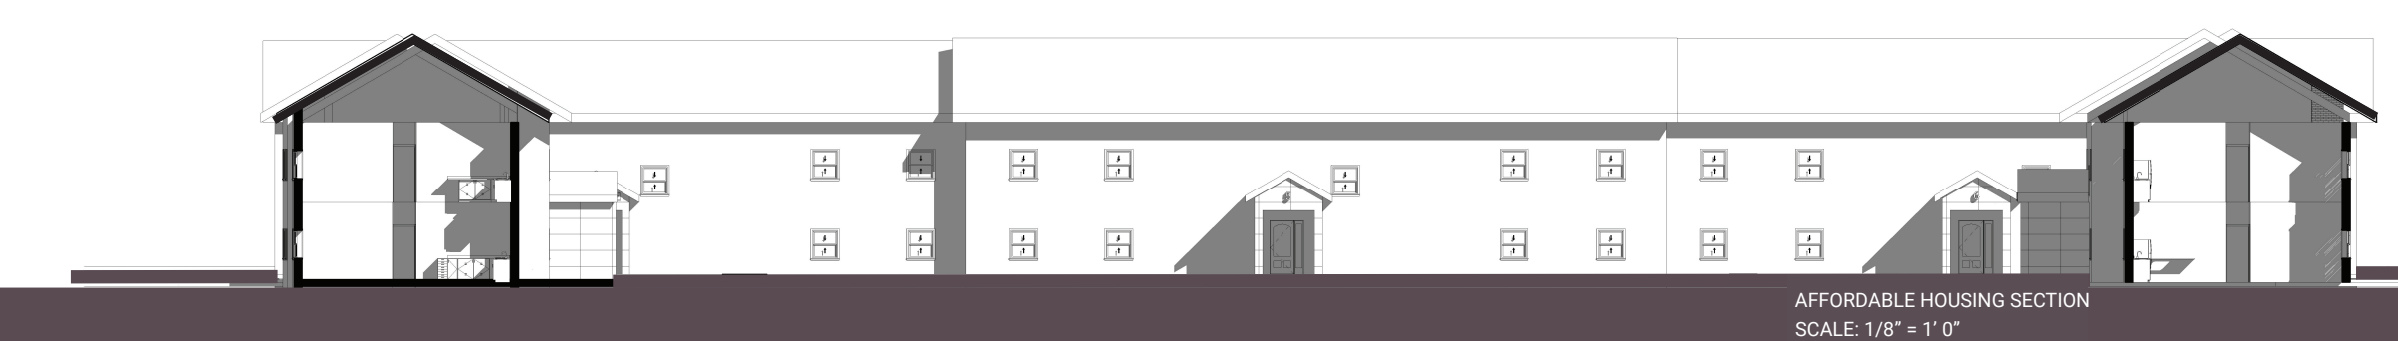 AFFORDABLE HOUSING SECTION
SCALE: 1/8” = 1’ 0”